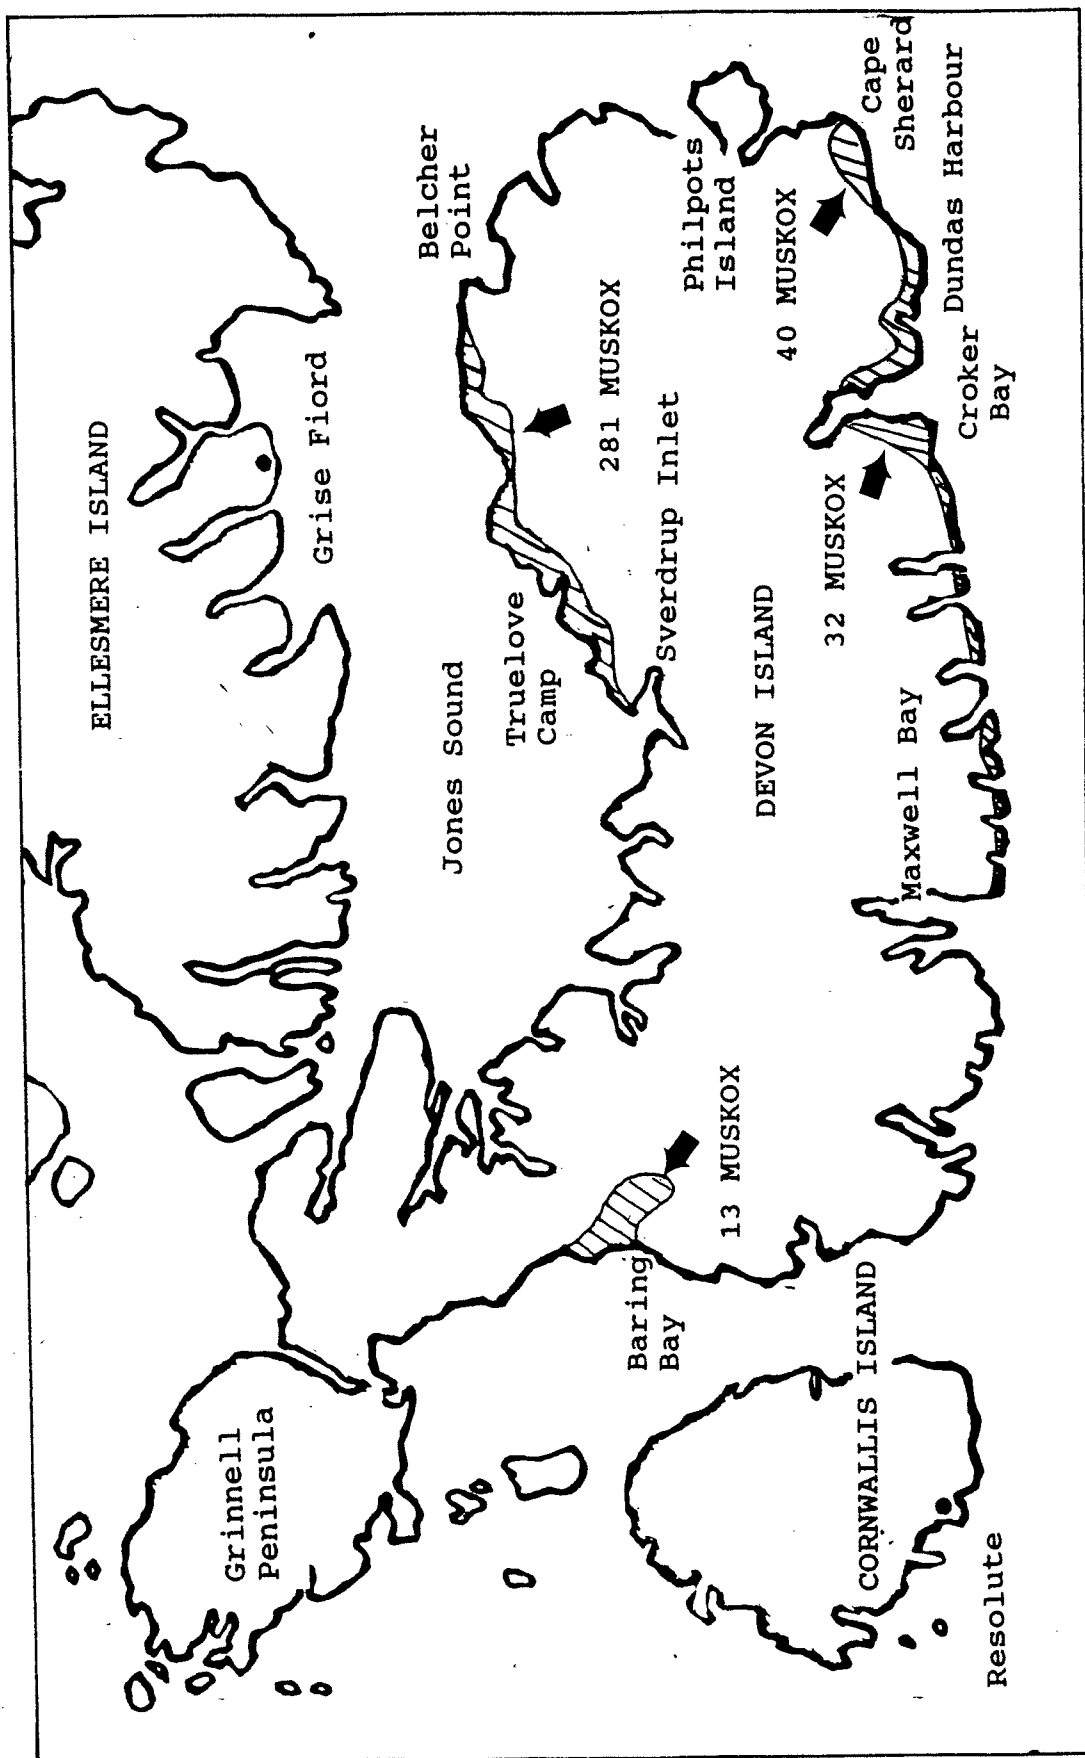 ELLESMERE ISLAND
Grise Fiord
Belcher
Point
Jones Sound
Truelove
Camp
281 MUSKOX
Sverdrup Inlet
Philpots
Island
40 MUSKOX
Cape
Sherard
Dundas Harbour
Croker
Bay
32 MUSKOX
DEVON ISLAND
Maxwell Bay
13 MUSKOX
Baring
Bay
Grinnell
Peninsula
CORNWALLIS ISLAND
Resolute